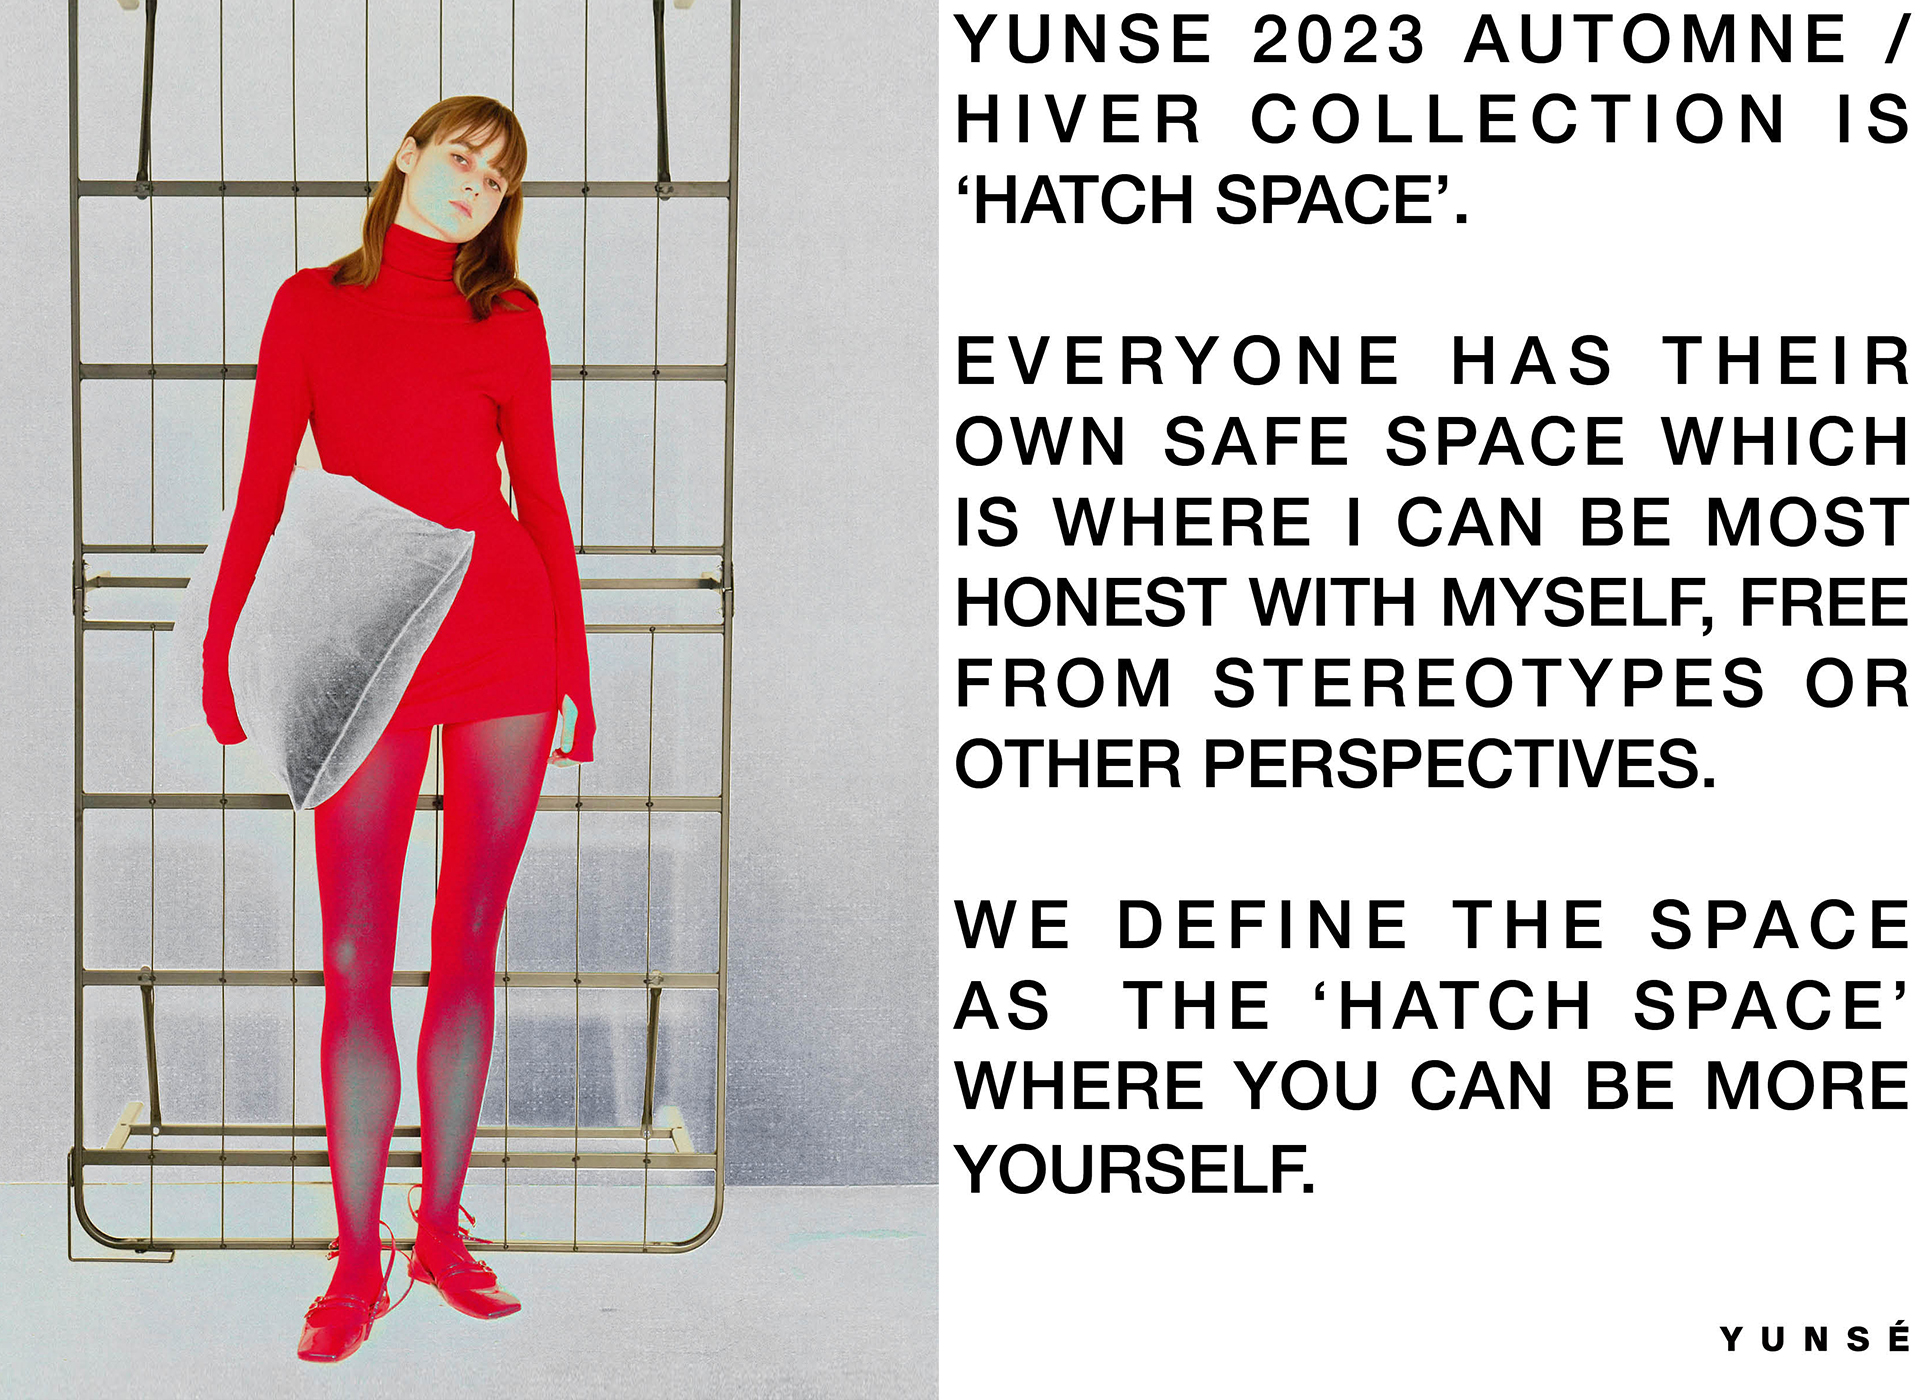 YUNSE 2023 AUTOMNE /
HIVER COLLECTION IS
‘HATCH SPACE’.
EVERYONE HAS THEIR
OWN SAFE SPACE WHICH
IS WHERE I CAN BE MOST
HONEST WITH MYSELF, FREE
FROM STEREOTYPES OR
OTHER PERSPECTIVES.
WE DEFINE THE SPACE
AS THE ‘HATCH SPACE’
WHERE YOU CAN BE MORE
YOURSELF.
YUNSÉ